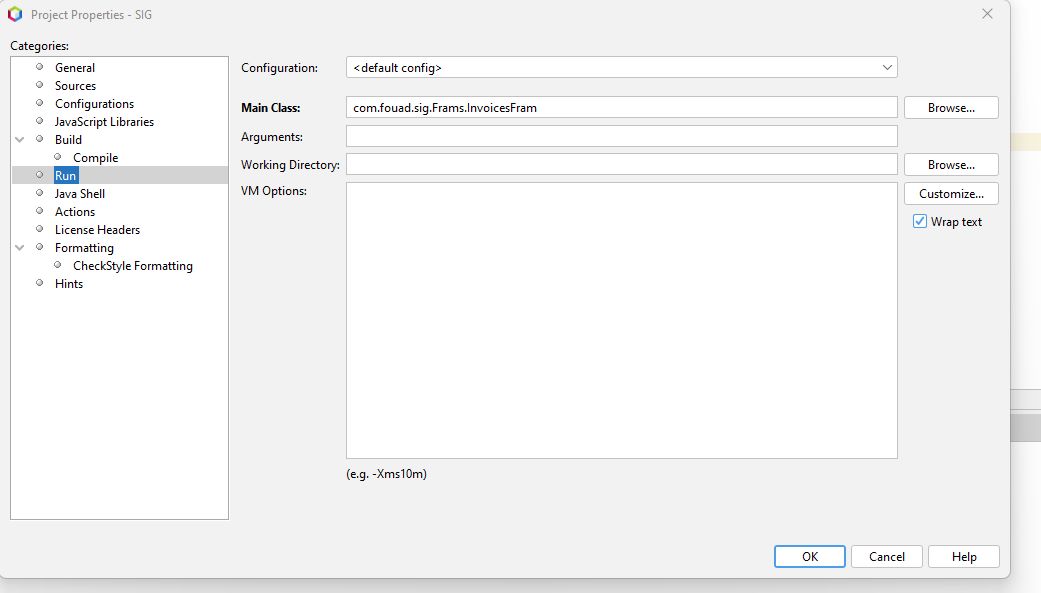 Project Properties - SIG
Categories:
General
Sources
Configurations
JavaScript Libraries
Build
Compile
Run
Java Shell
Actions
License Headers
Formatting
CheckStyle Formatting
Hints
Configuration: <default config>
Main Class: com.fouad.sig.Frams.InvoicesFram Browse...
Arguments:
Working Directory: Browse...
VM Options: Customize...
Wrap text
(e.g. -Xms10m)
OK Cancel Help